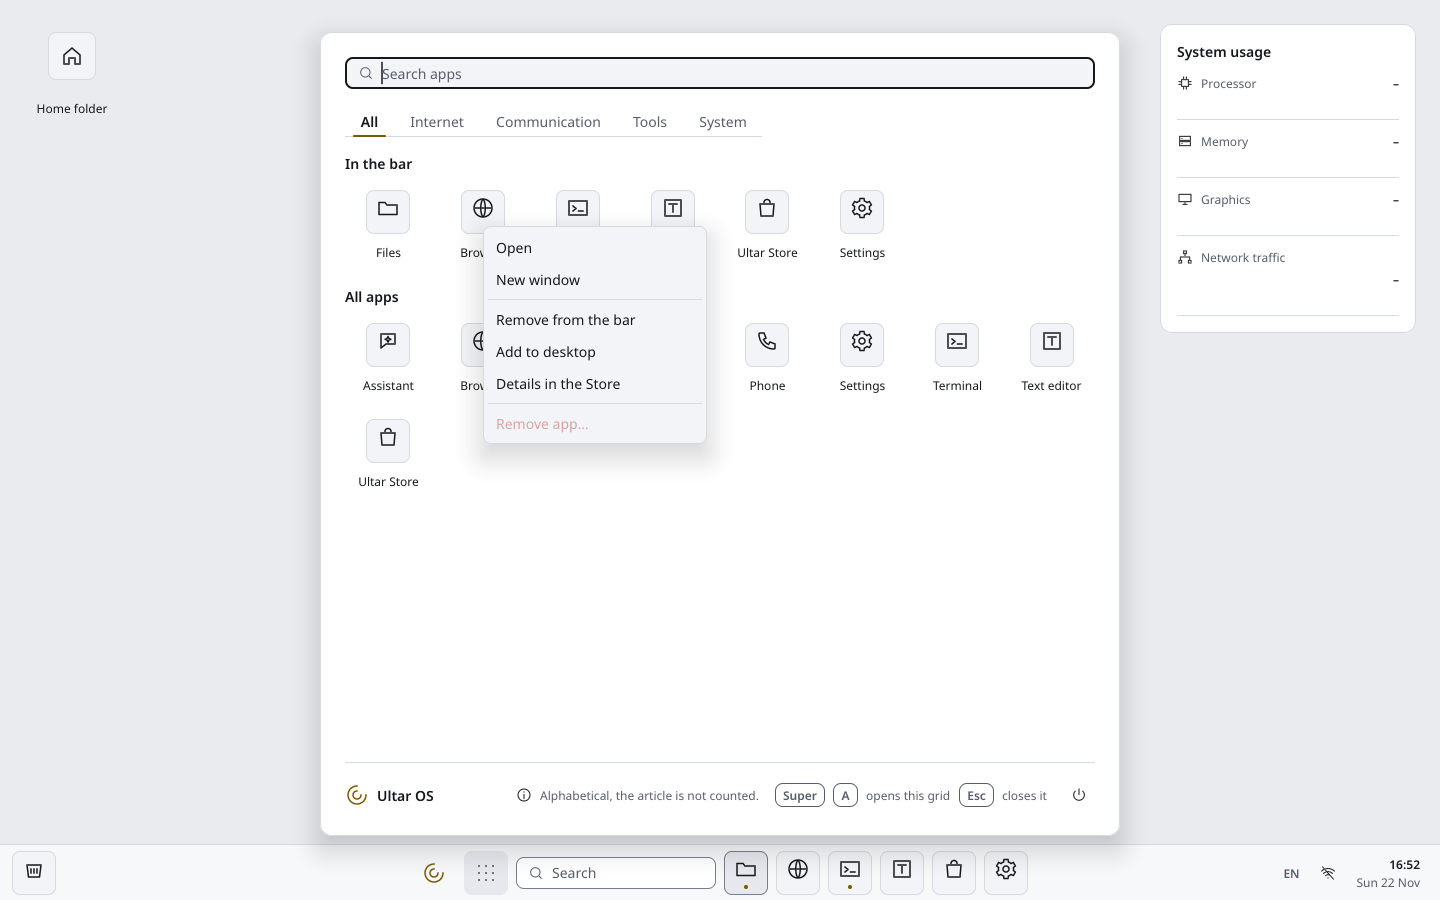 Home folder
Search apps
All Internet Communication Tools System
In the bar
Files
Ultar Store
Settings
Open
New window
Remove from the bar
Add to desktop
Details in the Store
Remove app...
All apps
Assistant
Phone
Settings
Terminal
Text editor
Ultar Store
Ultar OS
Alphabetical, the article is not counted. Super A opens this grid Esc closes it
System usage
Processor –
Memory –
Graphics –
Network traffic
–
Search
EN
16:52
Sun 22 Nov